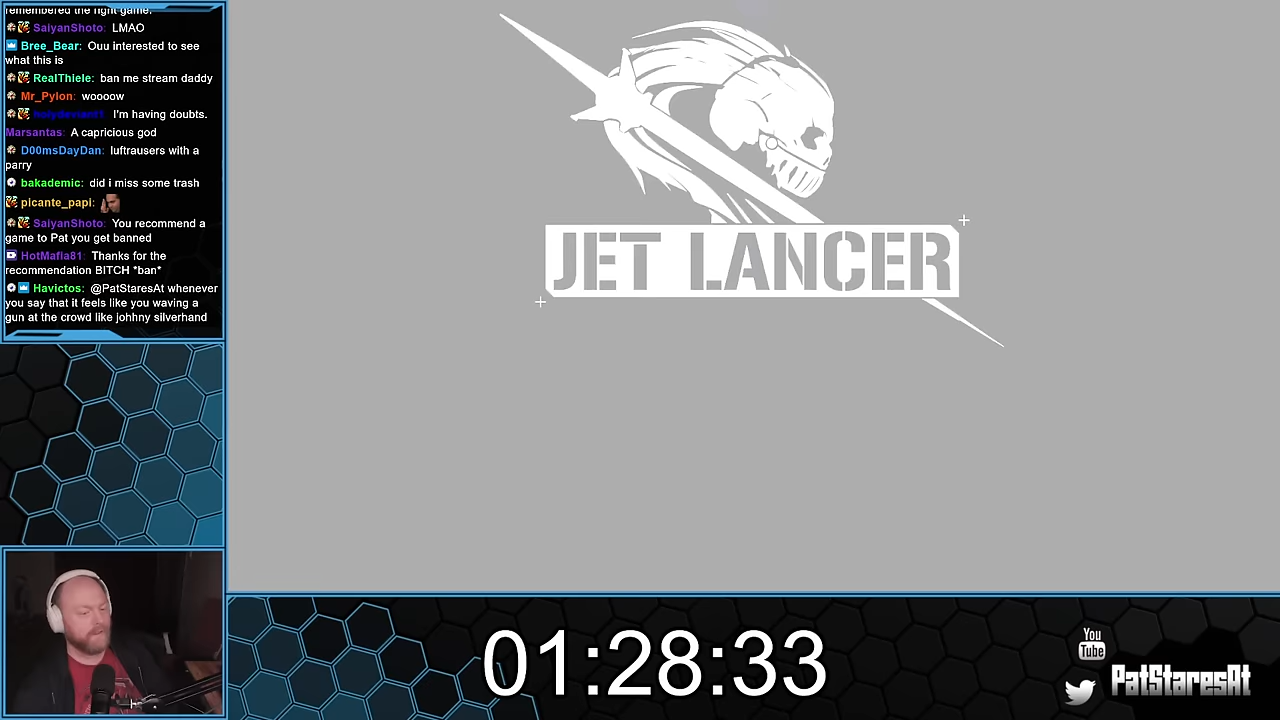 remembered the right game.
SaiyanShoto: LMAO
Bree_Bear: Ouu interested to see
what this is
RealThiele: ban me stream daddy
Mr_Pylon: woooow
I'm having doubts.
Marsantas: A capricious god
D00msDayDan: luftrausers with a
parry
bakademic: did i miss some trash
picante_papi:
SaiyanShoto: You recommend a
game to Pat you get banned
HotMafia81: Thanks for the
recommendation BITCH *ban*
Havictos: @PatStaresAt whenever
you say that it feels like you waving a
gun at the crowd like johhny silverhand
JET LANCER
01:28:33
You
Tube
PatStaresAt